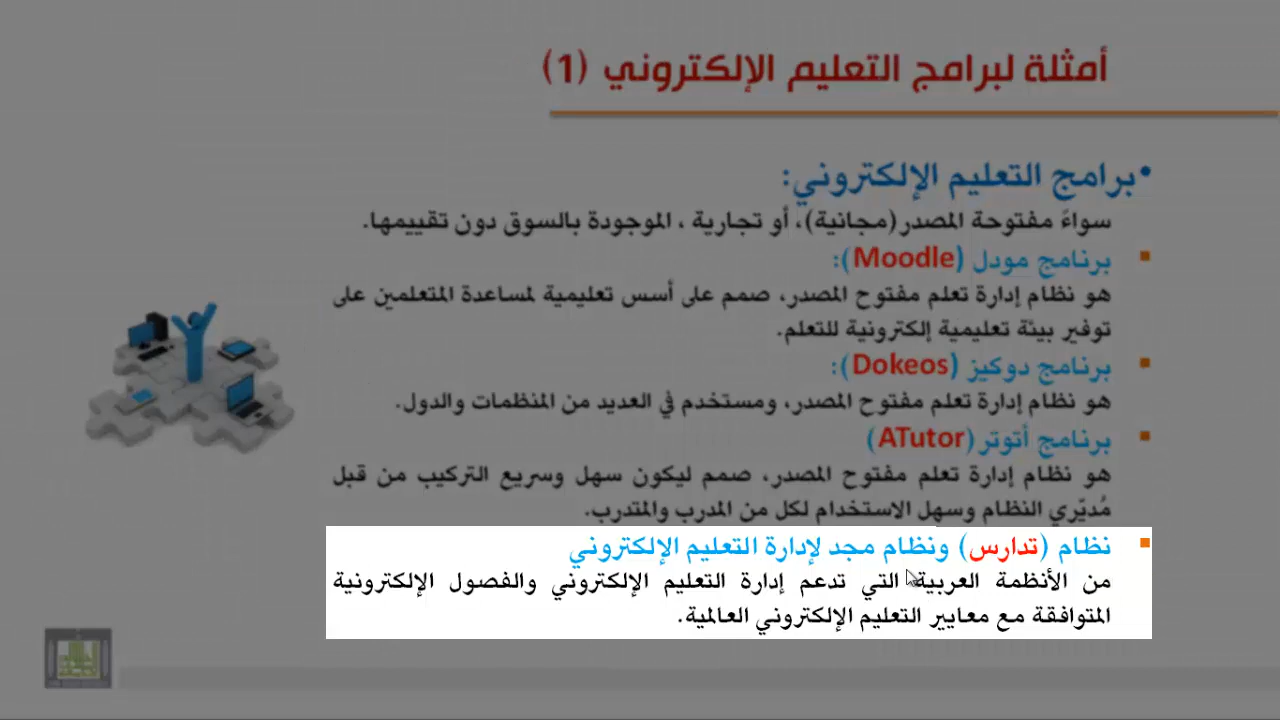 أمثلة لبرامج التعليم الإلكتروني (1)
•برامج التعليم الإلكتروني:
سواءً مفتوحة المصدر(مجانية)، أو تجارية ، الموجودة بالسوق دون تقييمها.
برنامج مودل (Moodle):
هو نظام إدارة تعلم مفتوح المصدر، صمم على أسس تعليمية لمساعدة المتعلمين على
توفير بيئة تعليمية إلكترونية للتعلم.
برنامج دوكيز (Dokeos):
هو نظام إدارة تعلم مفتوح المصدر، ومستخدم في العديد من المنظمات والدول.
برنامج أتوتر(ATutor)
هو نظام إدارة تعلم مفتوح المصدر، صمم ليكون سهل وسريع التركيب من قبل
مُديّري النظام وسهل الاستخدام لكل من المدرب والمتدرب.
نظام (تدارس) ونظام مجد لإدارة التعليم الإلكتروني
من الأنظمة العربية التي تدعم إدارة التعليم الإلكتروني والفصول الإلكترونية
المتوافقة مع معايير التعليم الإلكتروني العالمية.